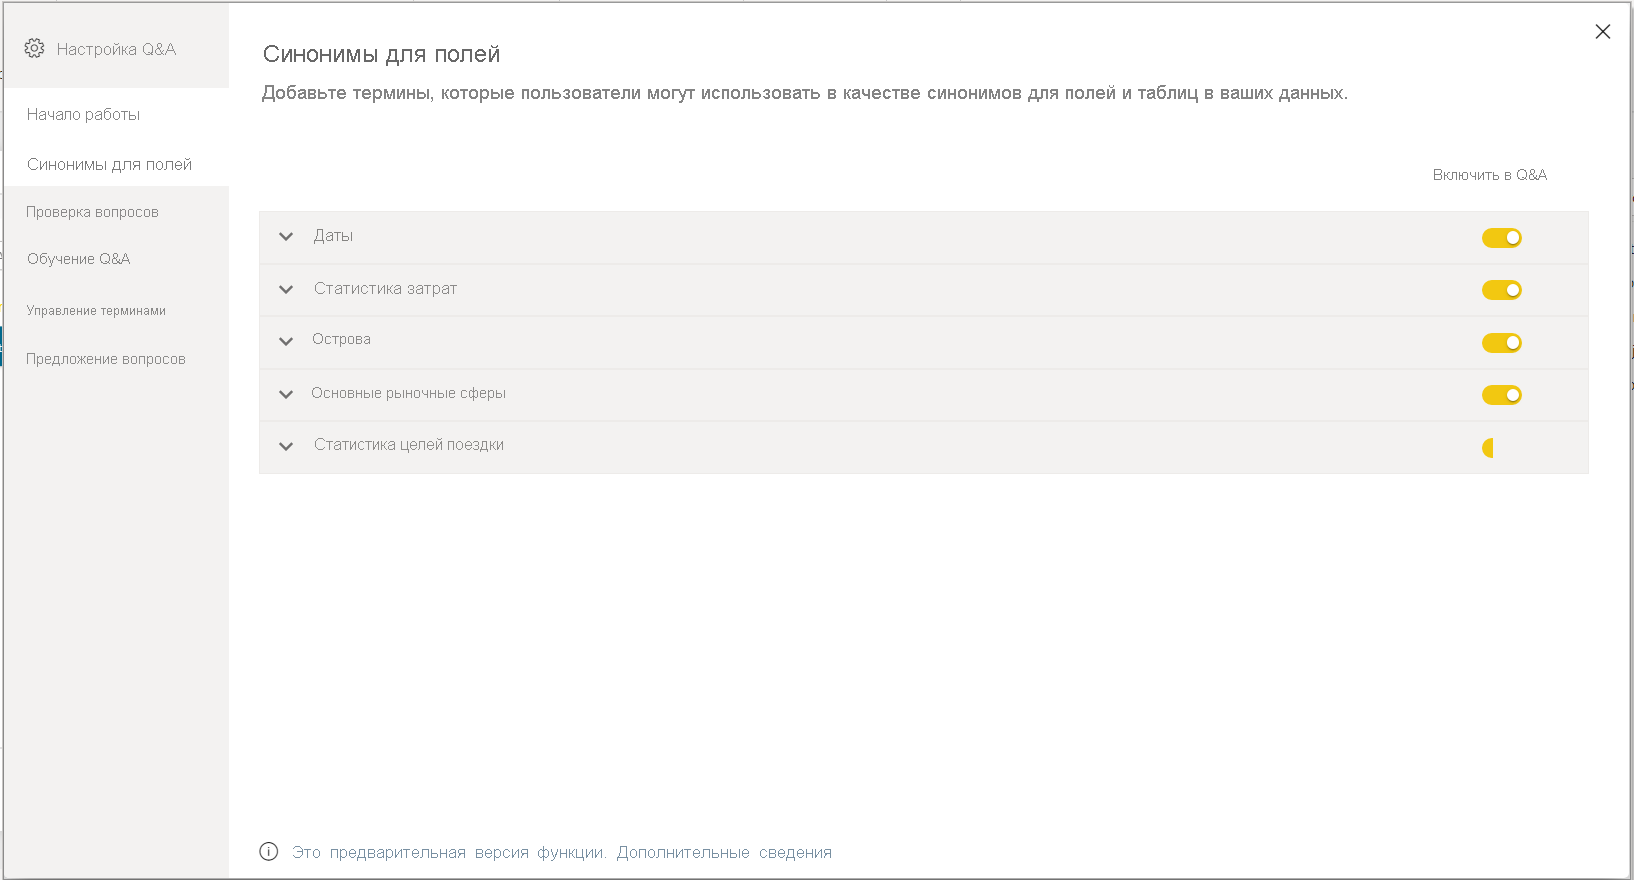 Настройка Q&A
Начало работы
Синонимы для полей
Проверка вопросов
Обучение Q&A
Управление терминами
Предложение вопросов
Синонимы для полей
Добавьте термины, которые пользователи могут использовать в качестве синонимов для полей и таблиц в ваших данных.
Включить в Q&A
Даты
Статистика затрат
Острова
Основные рыночные сферы
Статистика целей поездки
Это предварительная версия функции. Дополнительные сведения